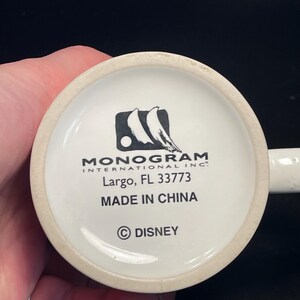 MONOGRAM
INTERNATIONAL INC.
Largo, FL 33773
MADE IN CHINA
© DISNEY